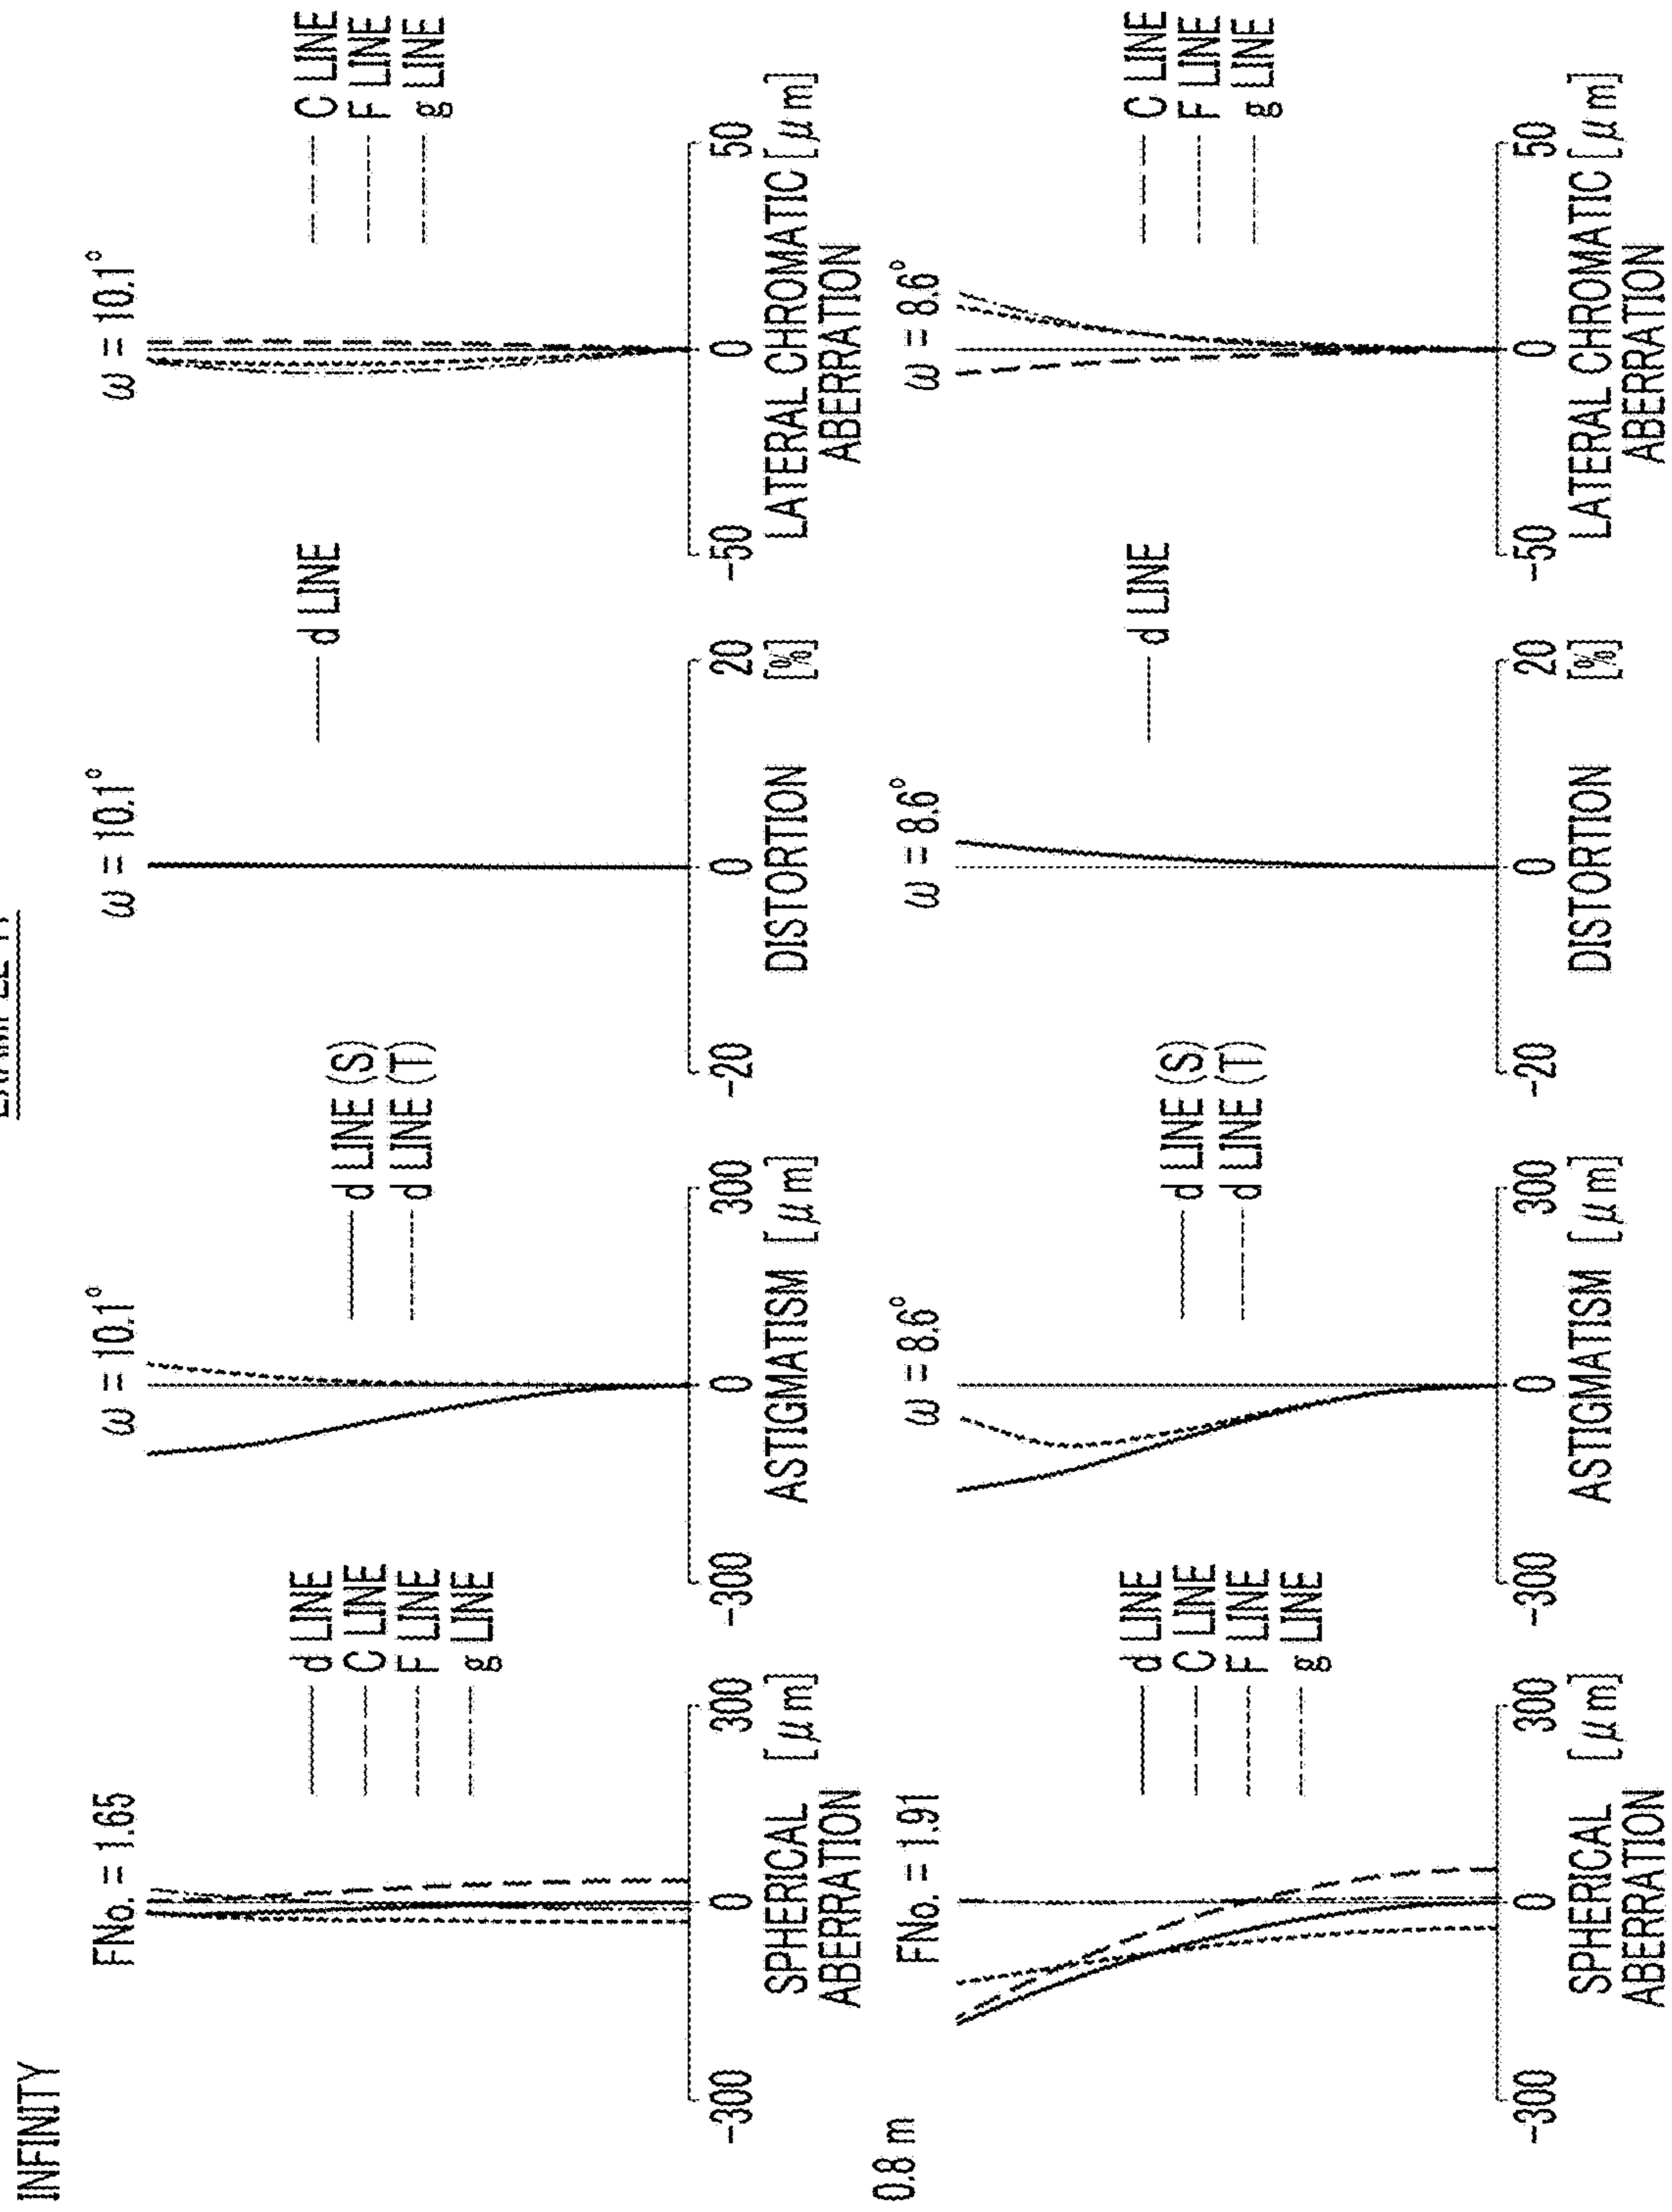 INFINITY
FNo. = 1.65
d LINE
C LINE
F LINE
g LINE
-300
0
300
SPHERICAL [μm]
ABERRATION
ω = 10.1°
d LINE (S)
d LINE (T)
-300
0
300
ASTIGMATISM [μm]
ω = 10.1°
d LINE
-20
0
20
DISTORTION [%]
ω = 10.1°
C LINE
F LINE
g LINE
-50
0
50
LATERAL CHROMATIC [μm]
ABERRATION
0.8 m
FNo. = 1.91
d LINE
C LINE
F LINE
g LINE
-300
0
300
SPHERICAL [μm]
ABERRATION
ω = 8.6°
d LINE (S)
d LINE (T)
-300
0
300
ASTIGMATISM [μm]
ω = 8.6°
d LINE
-20
0
20
DISTORTION [%]
ω = 8.6°
C LINE
F LINE
g LINE
-50
0
50
LATERAL CHROMATIC [μm]
ABERRATION